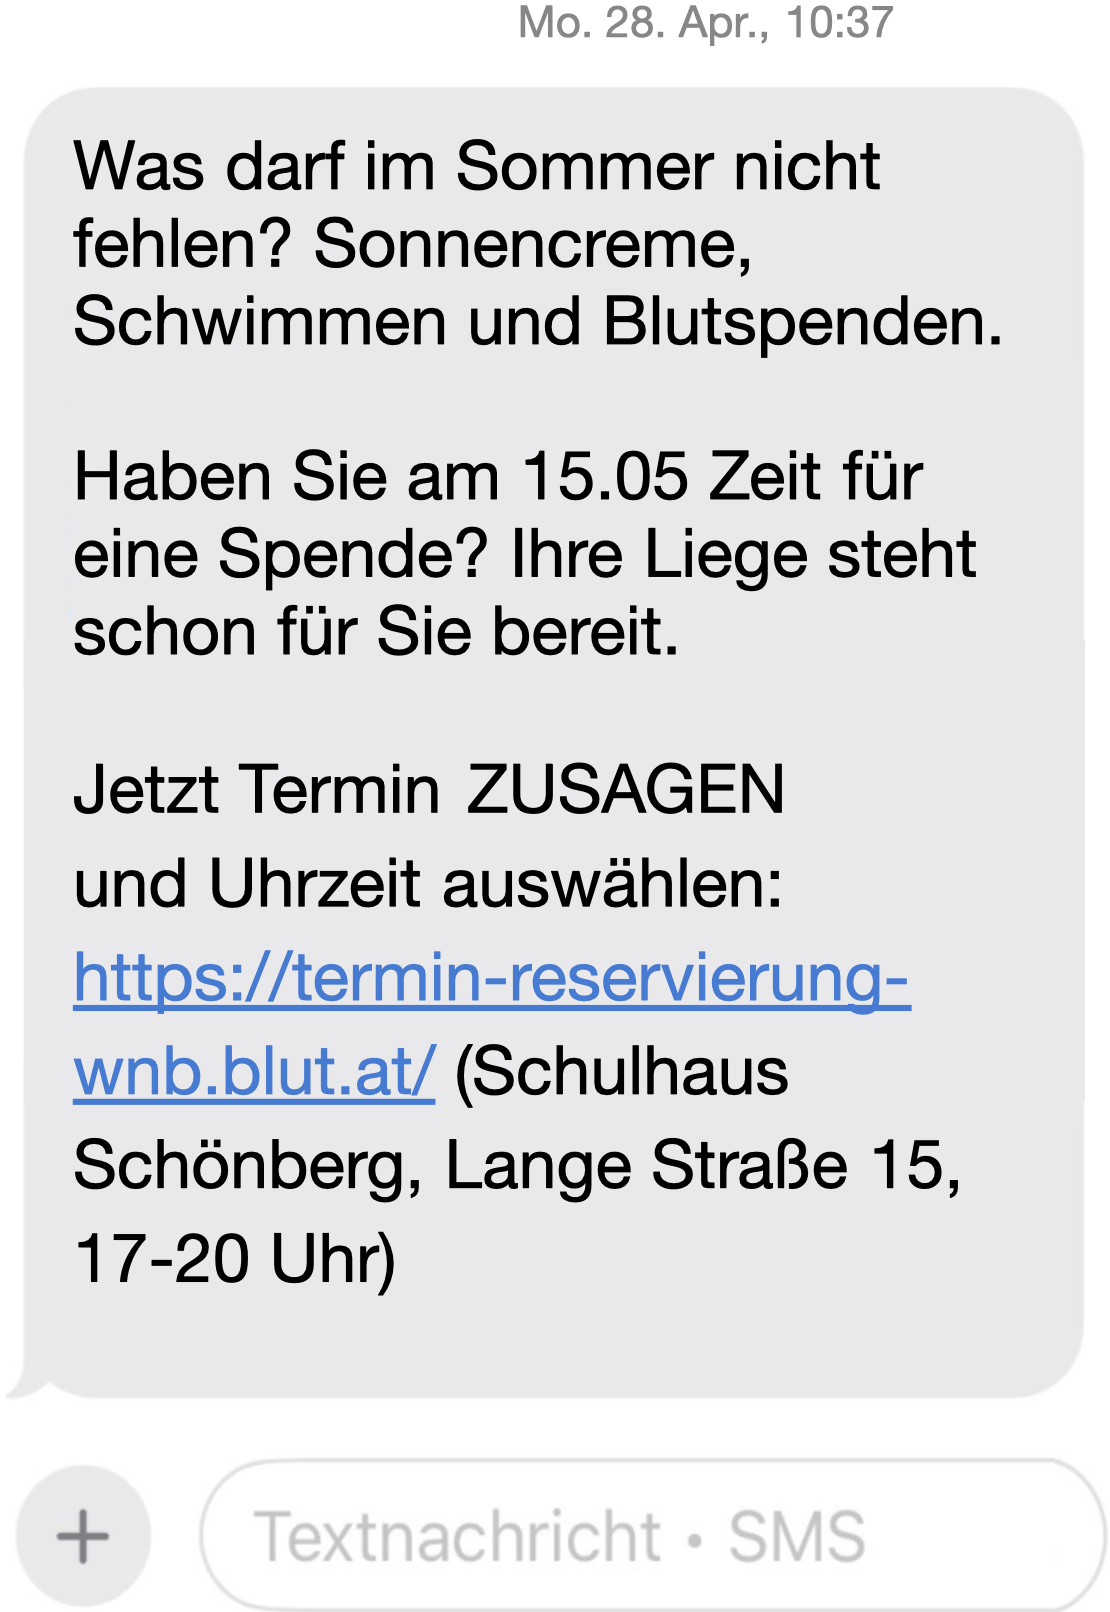 Mo. 28. Apr., 10:37
Was darf im Sommer nicht
fehlen? Sonnencreme,
Schwimmen und Blutspenden.
Haben Sie am 15.05 Zeit für
eine Spende? Ihre Liege steht
schon für Sie bereit.
Jetzt Termin ZUSAGEN
und Uhrzeit auswählen:
https://termin-reservierung-
wnb.blut.at/ (Schulhaus
Schönberg, Lange Straße 15,
17-20 Uhr)
+
Textnachricht • SMS